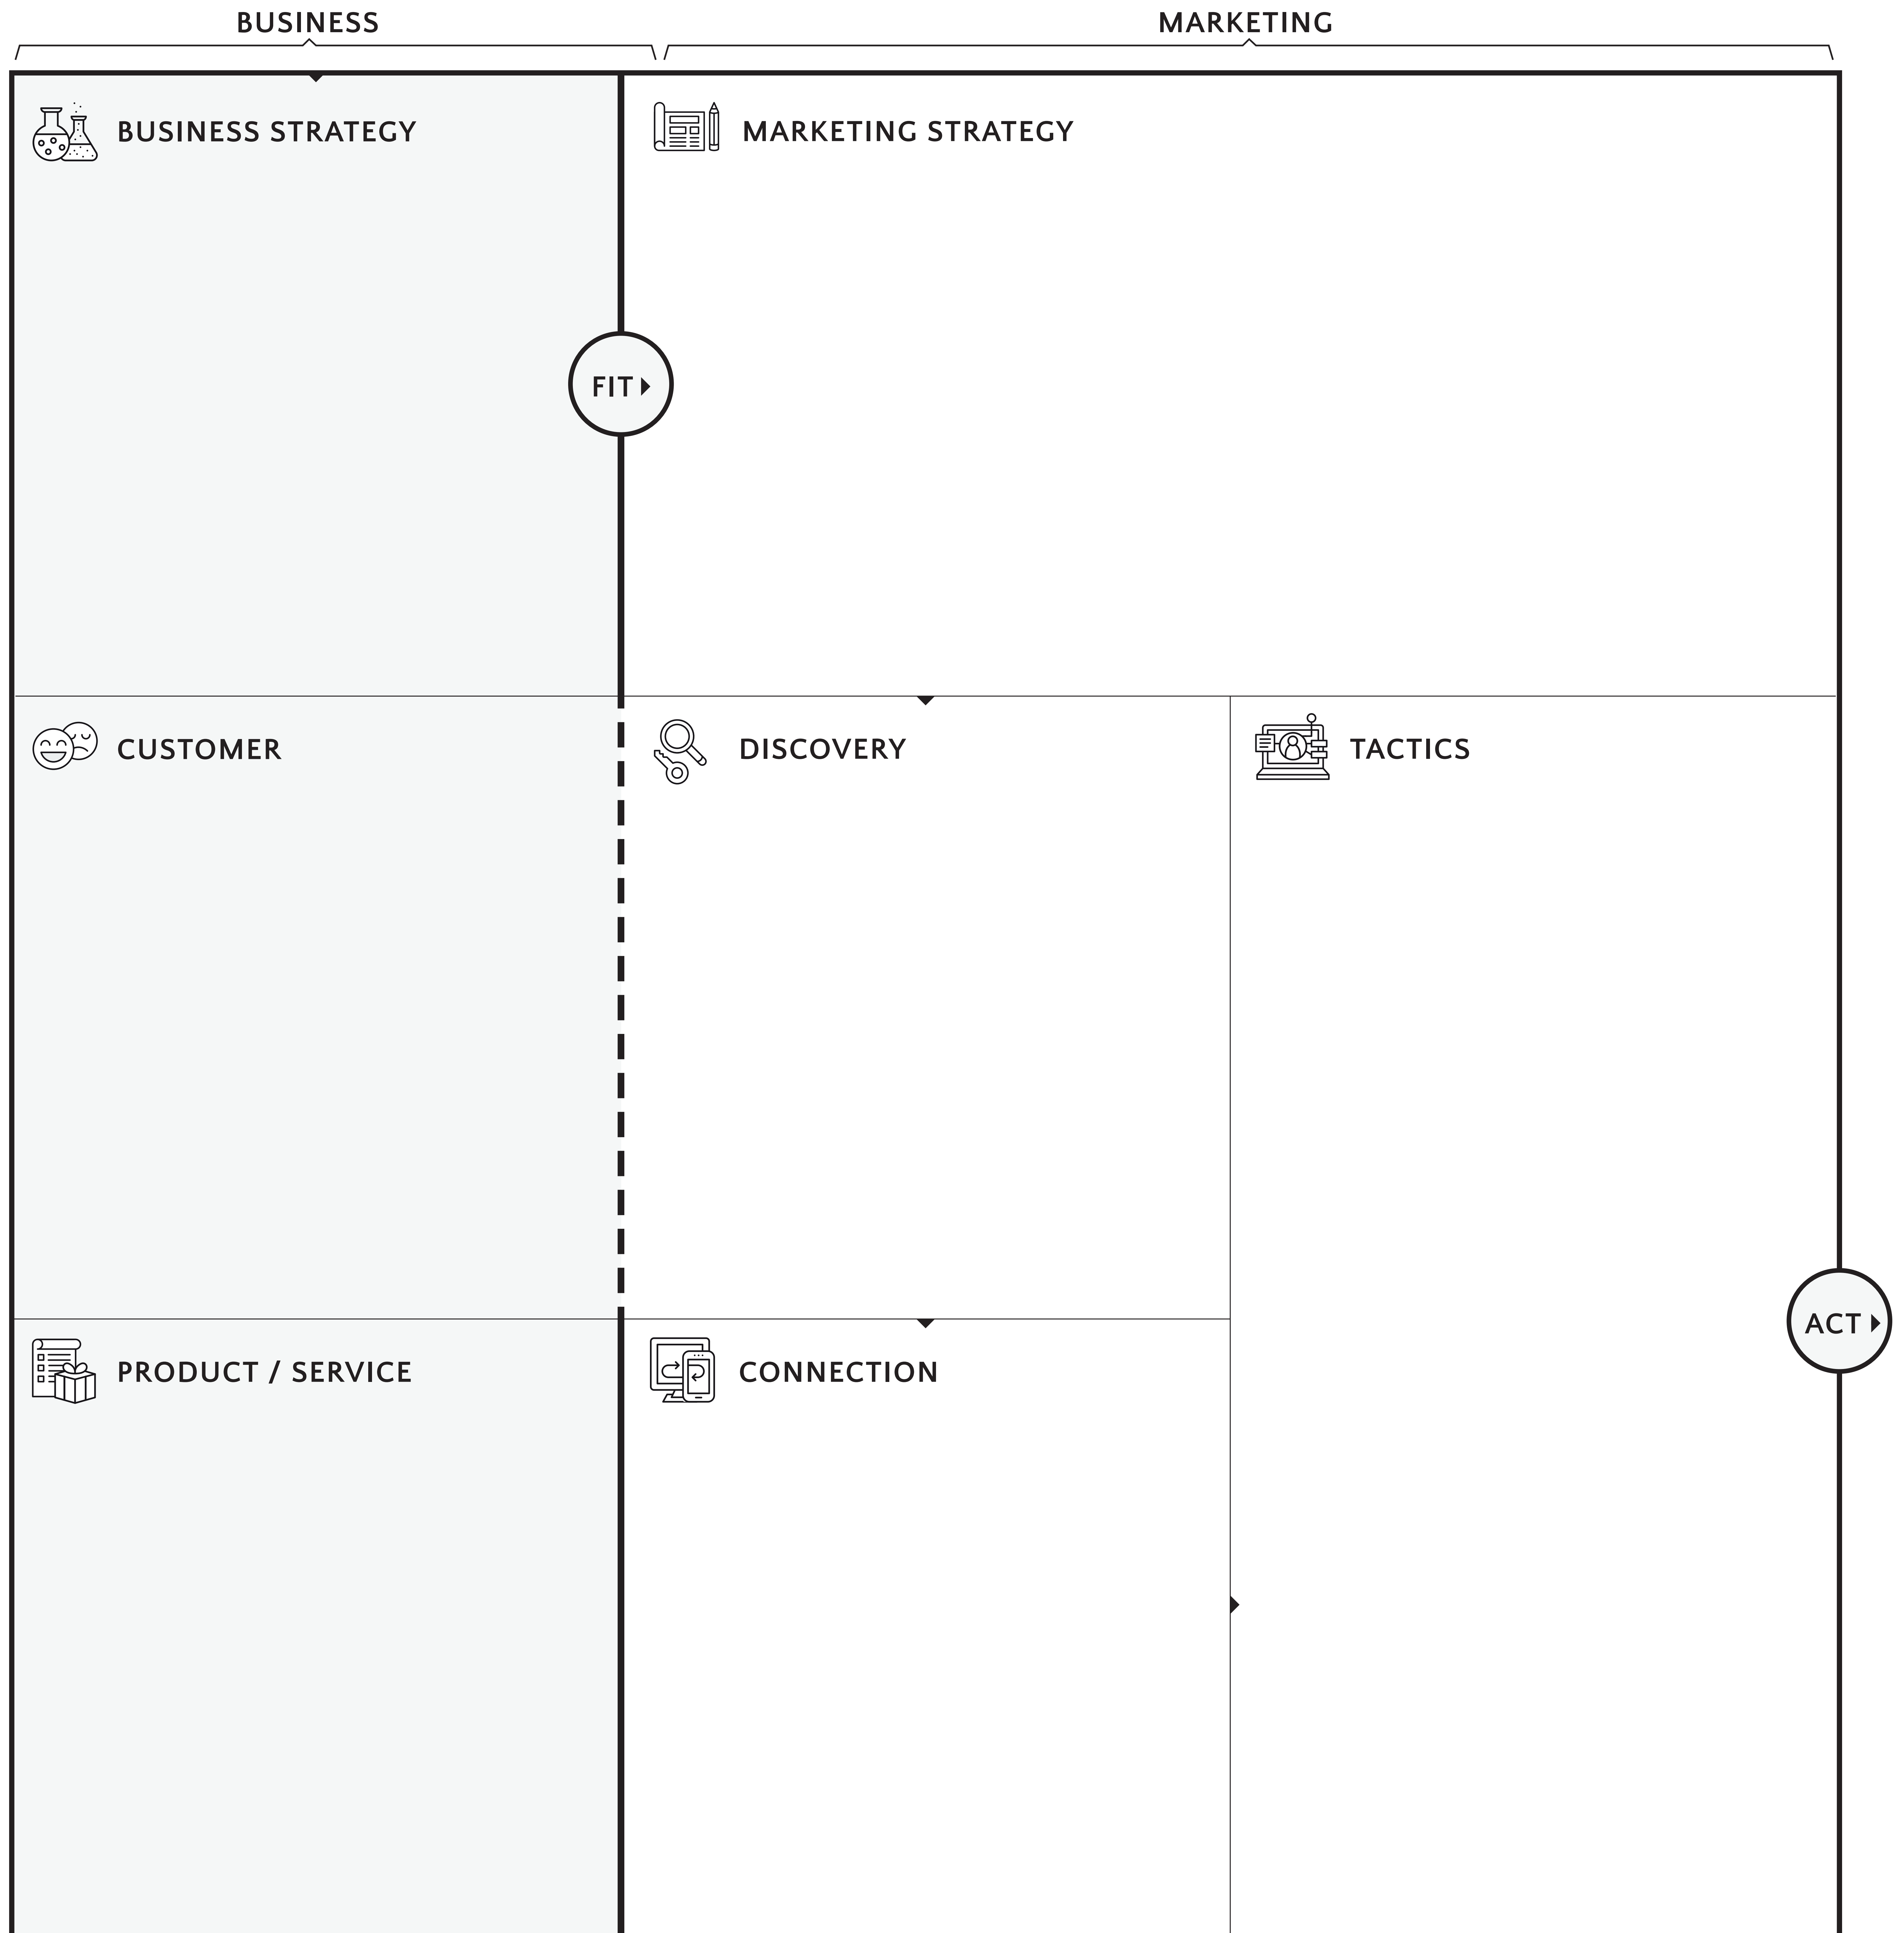 BUSINESS
MARKETING
BUSINESS STRATEGY
MARKETING STRATEGY
FIT
CUSTOMER
DISCOVERY
TACTICS
ACT
PRODUCT / SERVICE
CONNECTION